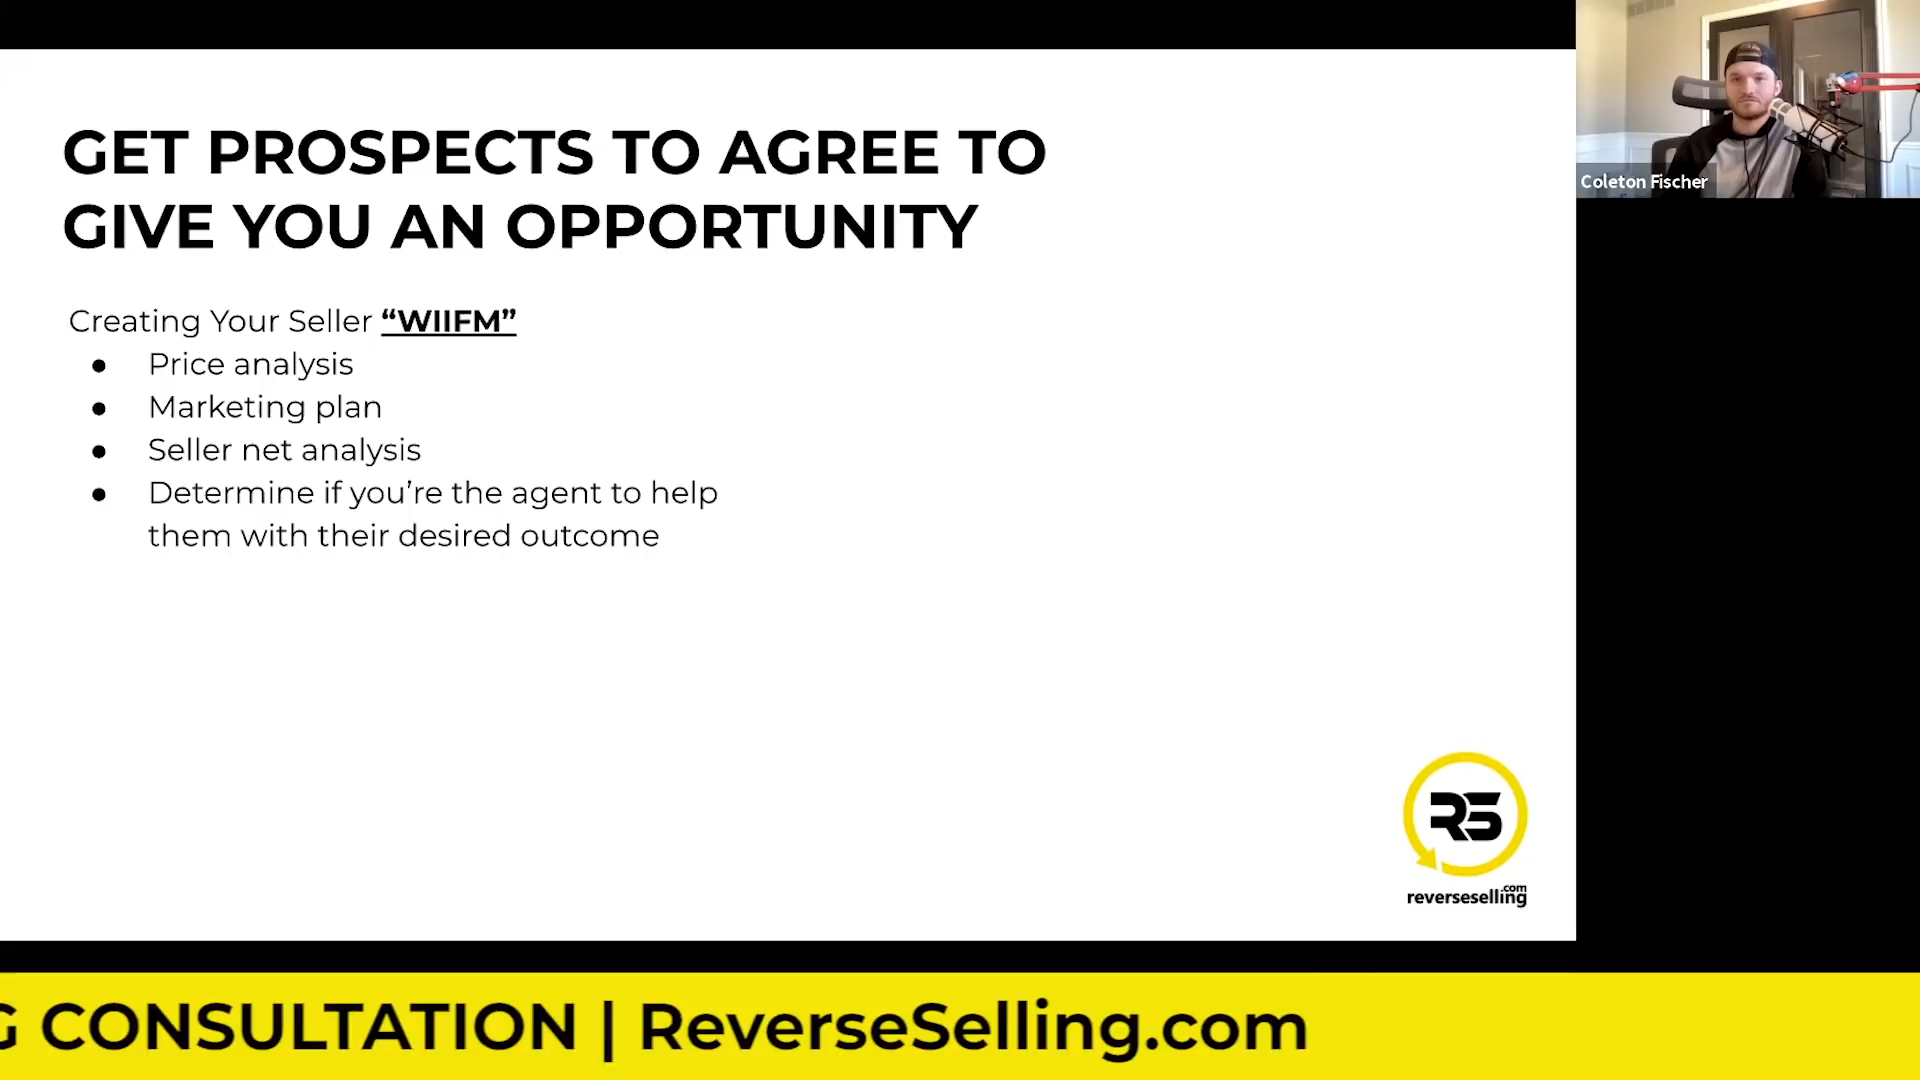 GET PROSPECTS TO AGREE TO
GIVE YOU AN OPPORTUNITY
Creating Your Seller “WIIFM”
● Price analysis
● Marketing plan
● Seller net analysis
● Determine if you’re the agent to help
them with their desired outcome
Coleton Fischer
RS
.com
reverseselling
G CONSULTATION | ReverseSelling.com